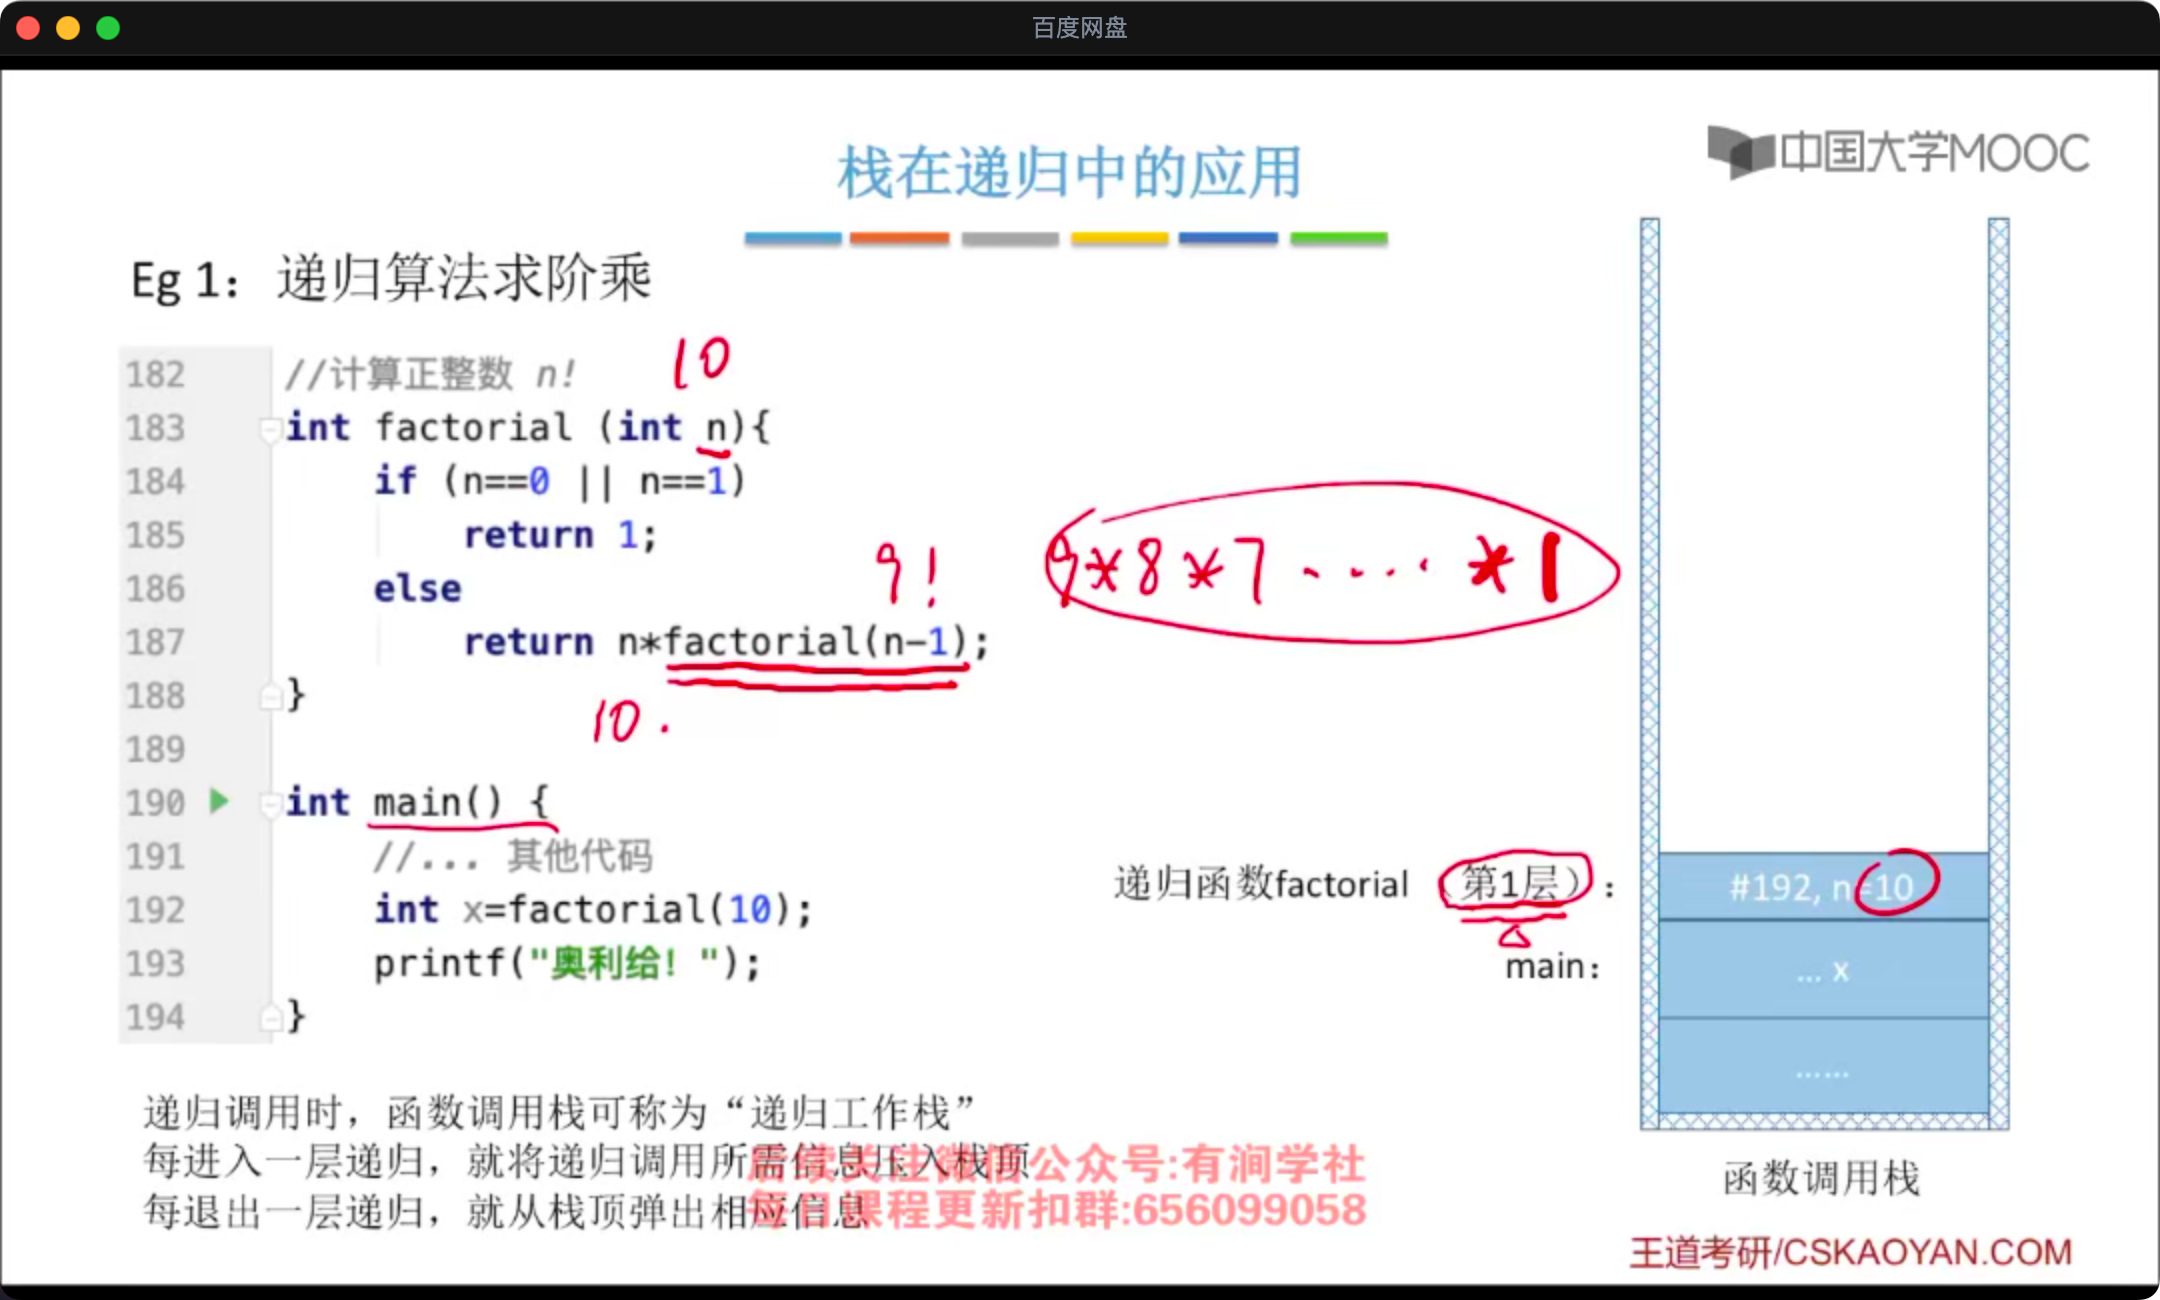 百度网盘
中国大学MOOC
栈在递归中的应用
Eg 1：递归算法求阶乘
10
182 //计算正整数 n!
183 int factorial (int n){
184 if (n==0 || n==1)
185 return 1;
186 else
9! 9*8*7....*1
187 return n*factorial(n-1);
188 }
10.
189
190 int main() {
191 //... 其他代码
192 int x=factorial(10);
193 printf("奥利给！");
194 }
递归函数factorial（第1层）： #192, n=10
main： ... x
......
函数调用栈
递归调用时，函数调用栈可称为“递归工作栈”
每进入一层递归，就将递归调用所需信息压入栈顶
每退出一层递归，就从栈顶弹出相应信息
后续关注微信公众号:有涧学社
每日课程更新扣群:656099058
王道考研/CSKAOYAN.COM